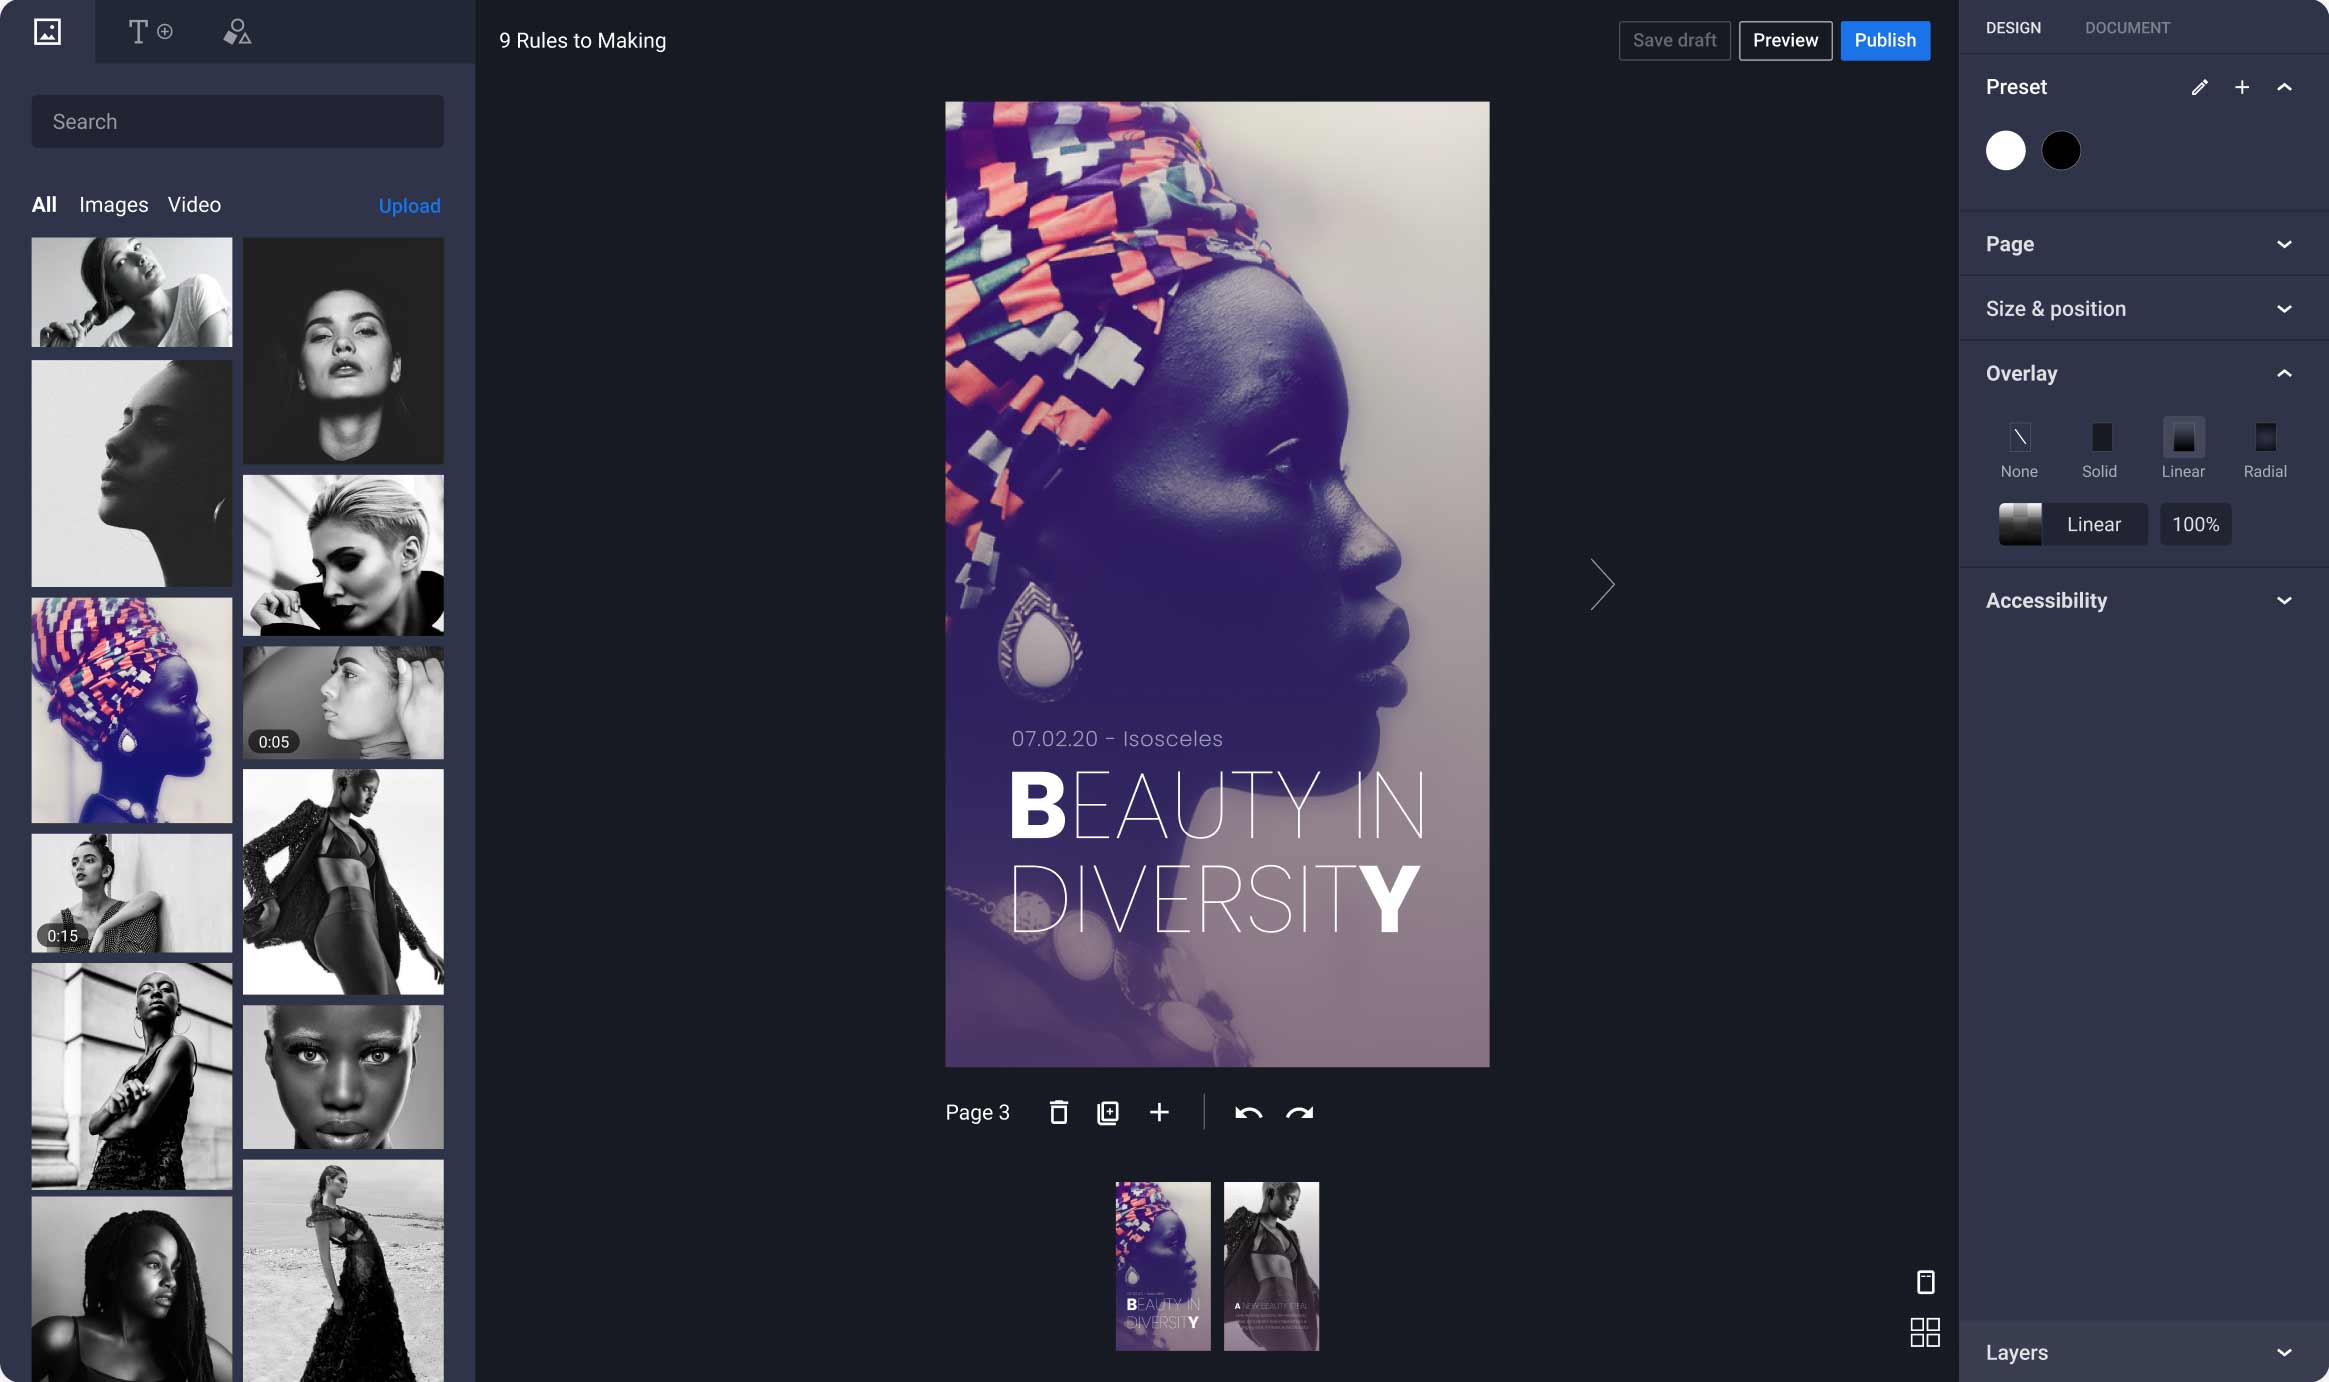 T
9 Rules to Making
Save draft
Preview
Publish
DESIGN
DOCUMENT
Search
All
Images
Video
Upload
0:05
0:15
07.02.20 - Isosceles
BEAUTY IN
DIVERSITY
Page 3
BEAUTY IN
DIVERSITY
A NEW BEAUTY IDEAL
Preset
Page
Size & position
Overlay
None
Solid
Linear
Radial
Linear
100%
Accessibility
Layers